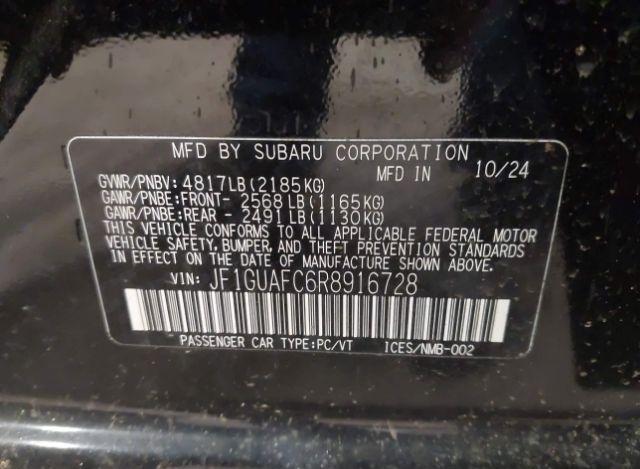 MFD BY SUBARU CORPORATION
MFD IN 10/24
GVWR/PNBV: 4817LB (2185KG)
GAWR/PNBE:FRONT- 2568LB (1165KG)
GAWR/PNBE:REAR - 2491LB (1130KG)
THIS VEHICLE CONFORMS TO ALL APPLICABLE FEDERAL MOTOR
VEHICLE SAFETY, BUMPER, AND THEFT PREVENTION STANDARDS
IN EFFECT ON THE DATE OF MANUFACTURE SHOWN ABOVE.
VIN: JF1GUAFC6R8916728
PASSENGER CAR TYPE:PC/VT ICES/NMB-002